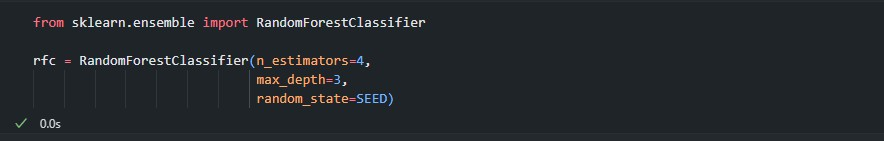 from sklearn.ensemble import RandomForestClassifier
rfc = RandomForestClassifier(n_estimators=4,
max_depth=3,
random_state=SEED)
0.0s